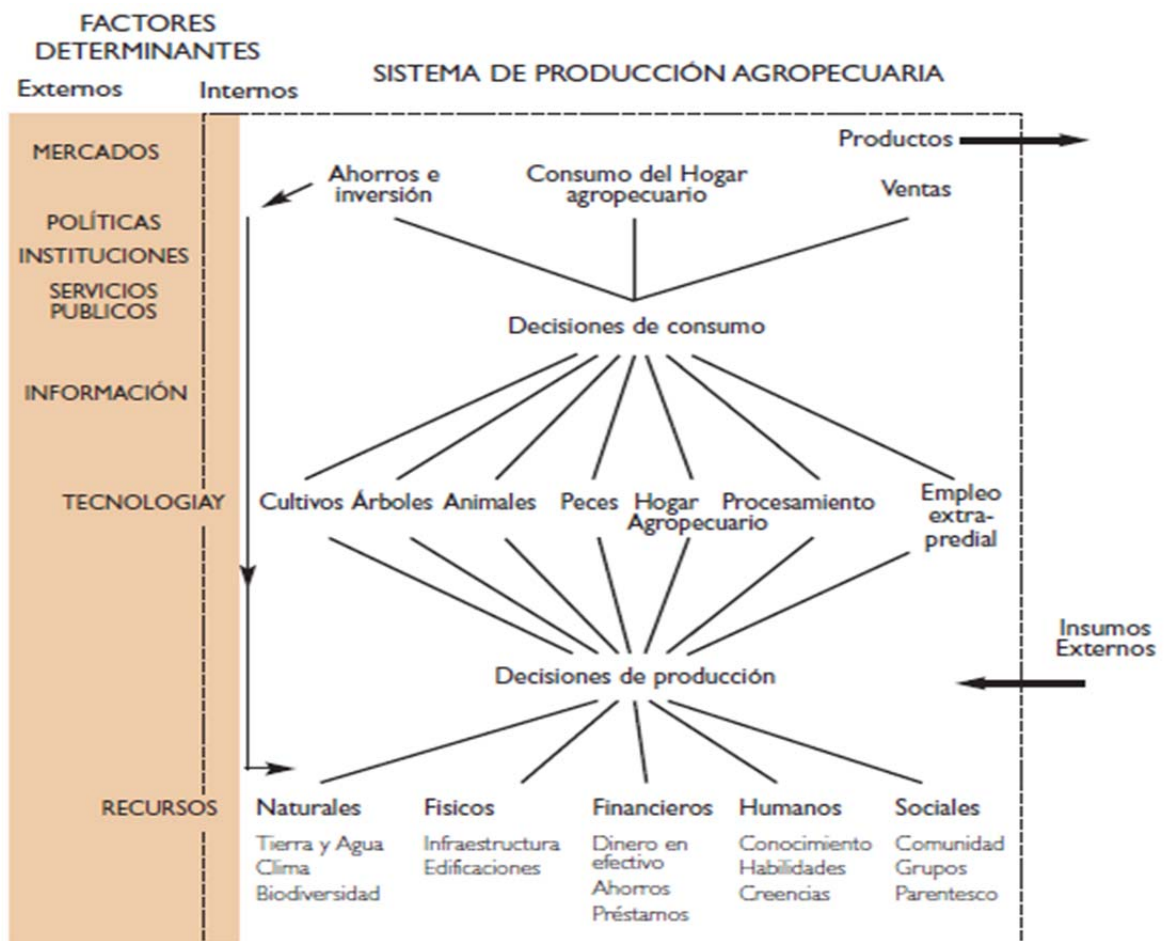 FACTORES
DETERMINANTES
Externos Internos
SISTEMA DE PRODUCCIÓN AGROPECUARIA
MERCADOS
Productos
Ahorros e
inversión
Consumo del Hogar
agropecuario
Ventas
POLÍTICAS
INSTITUCIONES
SERVICIOS
PUBLICOS
Decisiones de consumo
INFORMACIÓN
TECNOLOGIAY
Cultivos Árboles Animales Peces Hogar
Agropecuario
Procesamiento
Empleo
extra-
predial
Insumos
Externos
Decisiones de producción
RECURSOS
Naturales
Tierra y Agua
Clima
Biodiversidad
Fisicos
Infraestructura
Edificaciones
Financieros
Dinero en
efectivo
Ahorros
Préstamos
Humanos
Conocimiento
Habilidades
Creencias
Sociales
Comunidad
Grupos
Parentesco